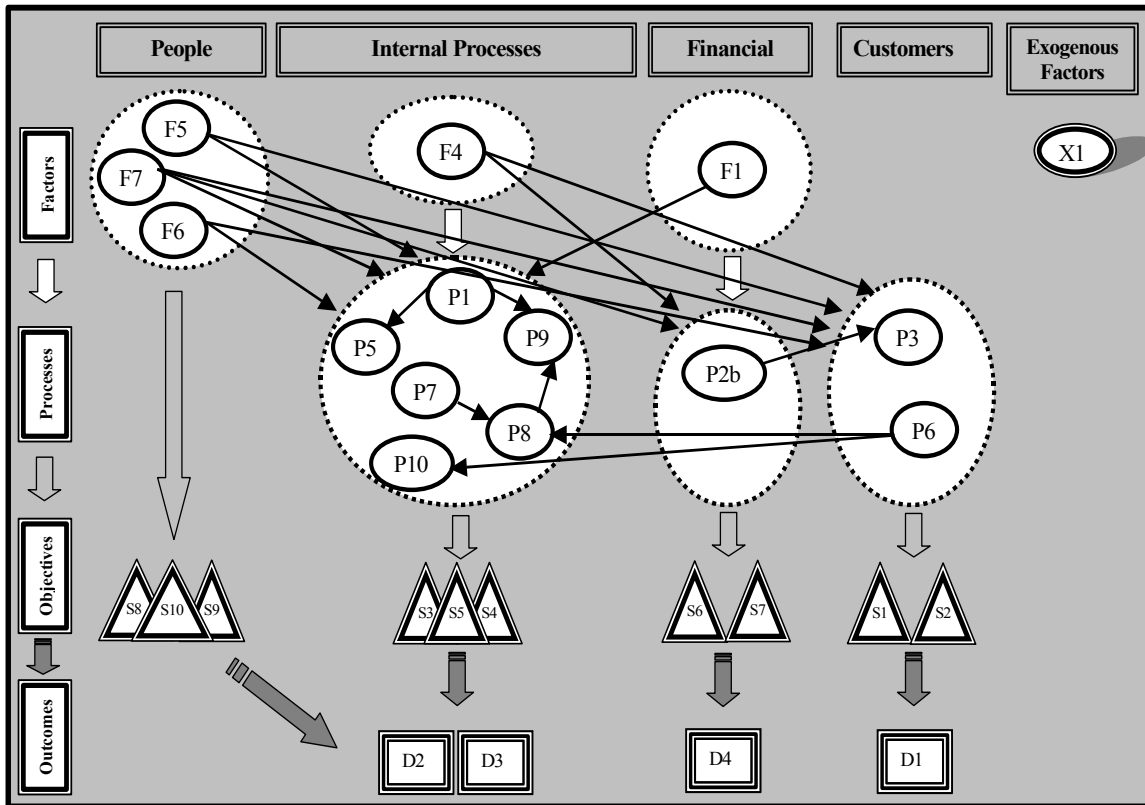 People
Internal Processes
Financial
Customers
Exogenous
Factors
Factors
F5
F7
F6
F4
F1
X1
Processes
P1
P5
P9
P7
P8
P10
P2b
P3
P6
Objectives
S8
S10
S9
S3
S5
S4
S6
S7
S1
S2
Outcomes
D2
D3
D4
D1